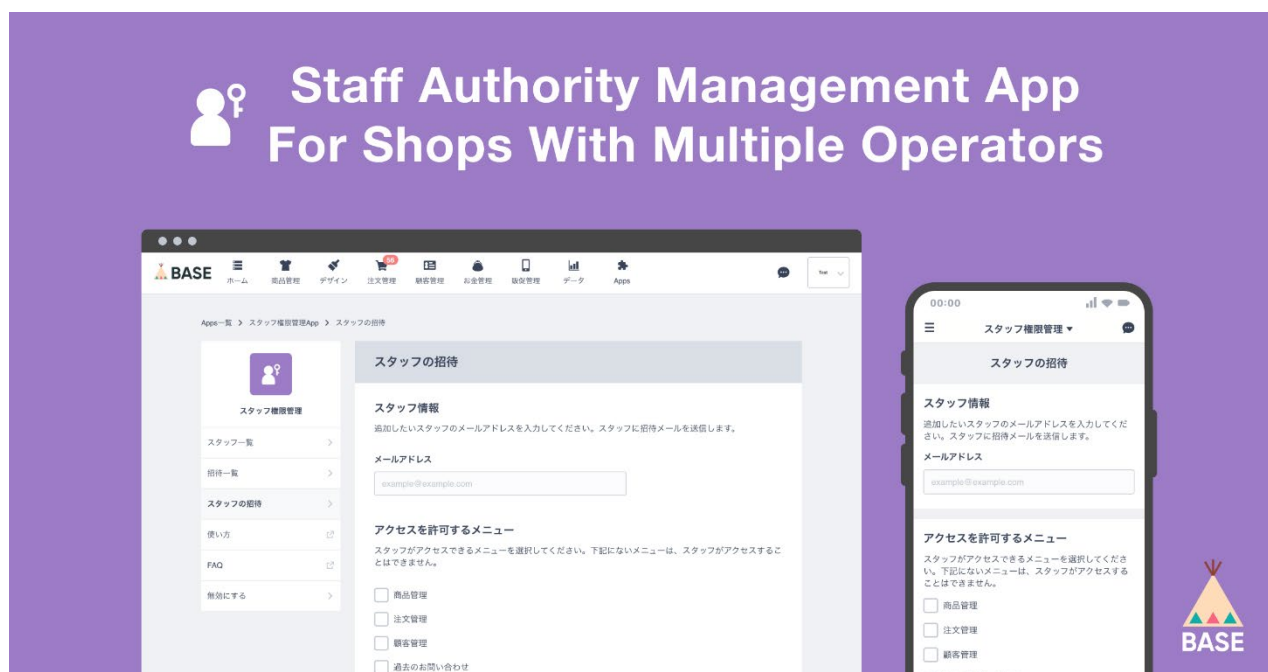 Staff Authority Management App
For Shops With Multiple Operators
BASE
ホーム
商品管理
デザイン
56
注文管理
顧客管理
お金管理
販促管理
データ
Apps
Test
Apps一覧 > スタッフ権限管理App > スタッフの招待
スタッフ権限管理
スタッフ一覧
招待一覧
スタッフの招待
使い方
FAQ
無効にする
スタッフの招待
スタッフ情報
追加したいスタッフのメールアドレスを入力してください。スタッフに招待メールを送信します。
メールアドレス
example@example.com
アクセスを許可するメニュー
スタッフがアクセスできるメニューを選択してください。下記にないメニューは、スタッフがアクセスするこ
とはできません。
商品管理
注文管理
顧客管理
過去のお問い合わせ
00:00
スタッフ権限管理 ▾
スタッフの招待
スタッフ情報
追加したいスタッフのメールアドレスを入力してくだ
さい。スタッフに招待メールを送信します。
メールアドレス
example@example.com
アクセスを許可するメニュー
スタッフがアクセスできるメニューを選択してくださ
い。下記にないメニューは、スタッフがアクセスする
ことはできません。
商品管理
注文管理
顧客管理
BASE